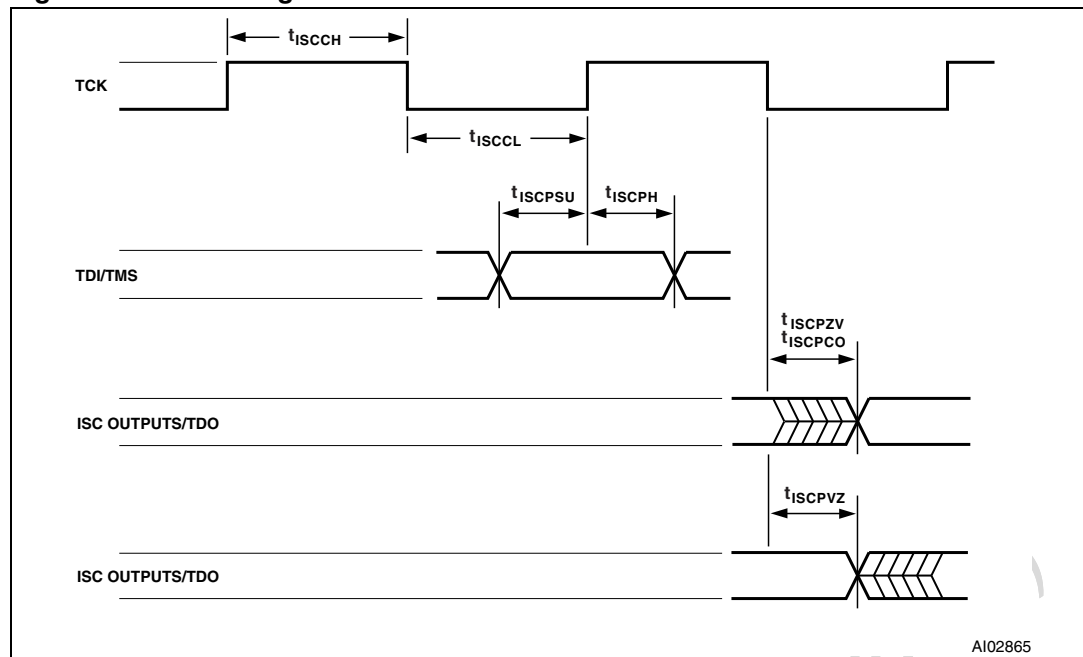 tISCCH
TCK
tISCCL
tISCPSU
tISCPH
TDI/TMS
tISCPZV
tISCPCO
ISC OUTPUTS/TDO
tISCPVZ
ISC OUTPUTS/TDO
AI02865